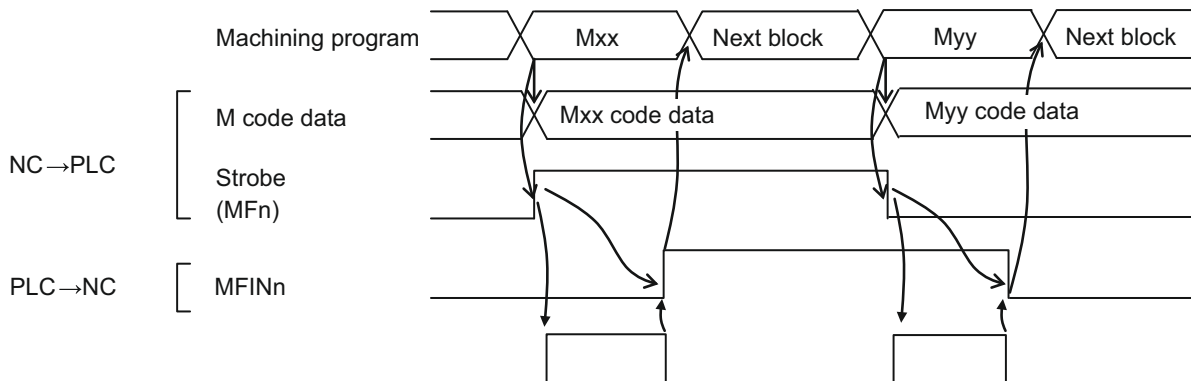 Machining program Mxx Next block Myy Next block
M code data Mxx code data Myy code data
NC→PLC
Strobe
(MFn)
PLC→NC MFINn